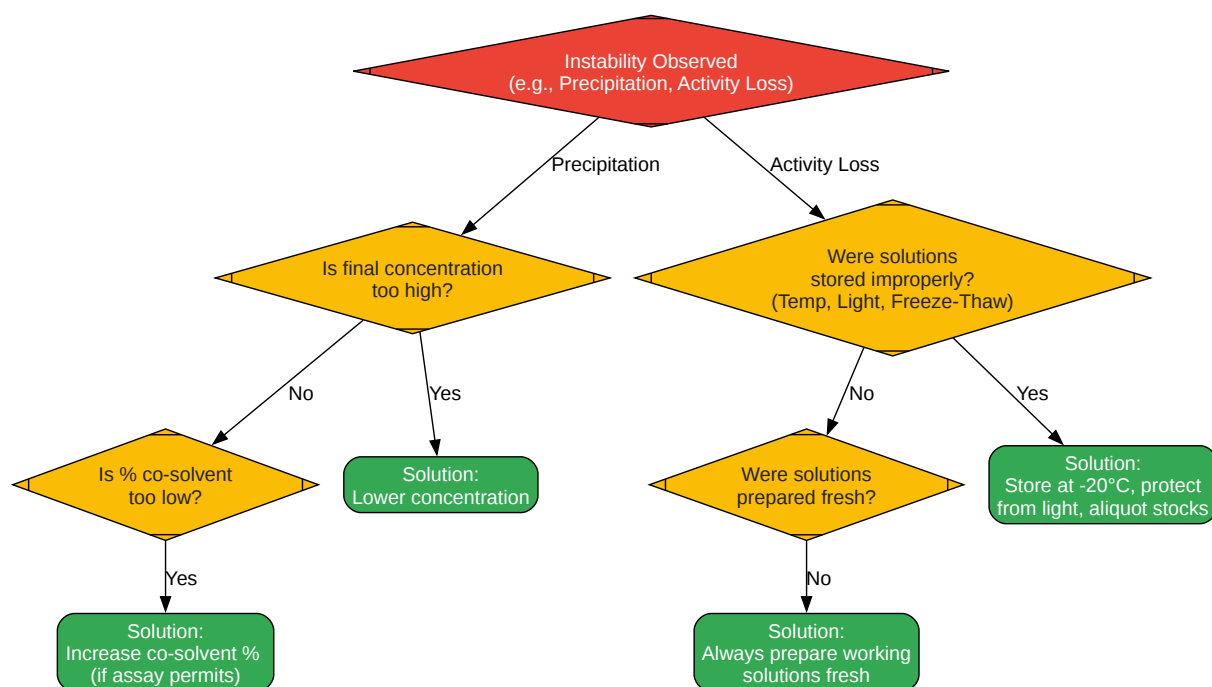 Instability Observed
(e.g., Precipitation, Activity Loss)
Precipitation
Activity Loss
Is final concentration
too high?
Were solutions
stored improperly?
(Temp, Light, Freeze-Thaw)
No
Yes
No
Yes
Is % co-solvent
too low?
Solution:
Lower concentration
Were solutions
prepared fresh?
Solution:
Store at -20°C, protect
from light, aliquot stocks
Yes
No
Solution:
Increase co-solvent %
(if assay permits)
Solution:
Always prepare working
solutions fresh